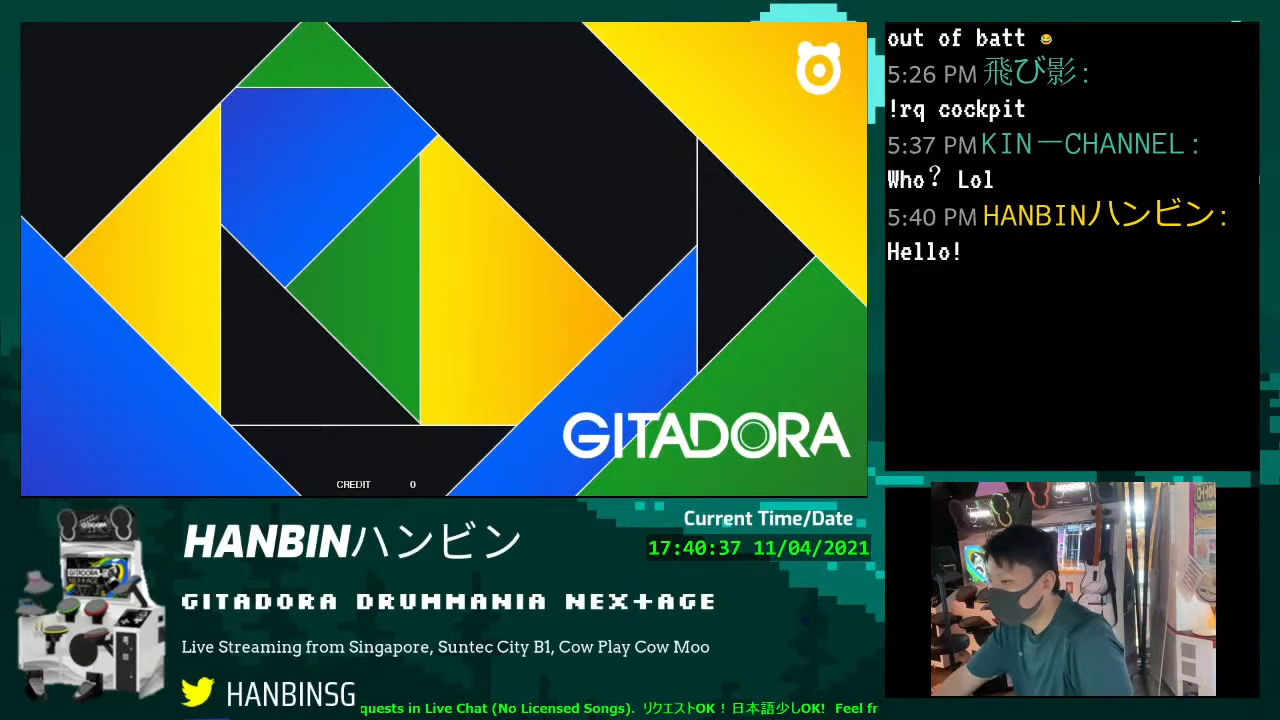 GITADORA
CREDIT 0
out of batt
5:26 PM 飛び影:
!rq cockpit
5:37 PM KINーCHANNEL:
Who? Lol
5:40 PM HANBINハンビン:
Hello!
HANBINハンビン
Current Time/Date
17:40:37 11/04/2021
GITADORA DRUMMANIA NEX+AGE
Live Streaming from Singapore, Suntec City B1, Cow Play Cow Moo
HANBINSG
quests in Live Chat (No Licensed Songs). リクエストOK！日本語少しOK! Feel fr